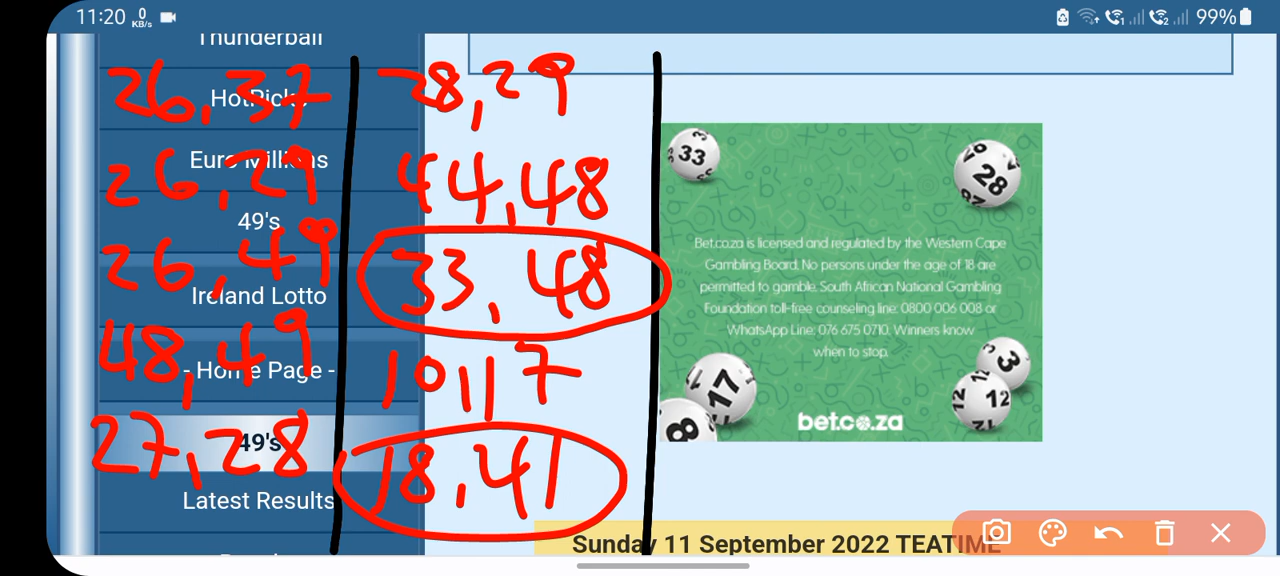 11:20 0 KB/s 99%
Thunderball
HotPicks
Euro Millions
49's
Ireland Lotto
- Home Page -
49's
Latest Results
26,37
26,29
26,49
48,49
27,28
28,29
44,48
33,48
10,17
18,41
33
28
Bet.co.za is licensed and regulated by the Western Cape
Gambling Board. No persons under the age of 18 are
permitted to gamble. South African National Gambling
Foundation toll-free counseling line: 0800 006 008 or
WhatsApp Line: 076 675 0710. Winners know
when to stop.
17
8
3
12
bet.co.za
Sunday 11 September 2022 TEATIME